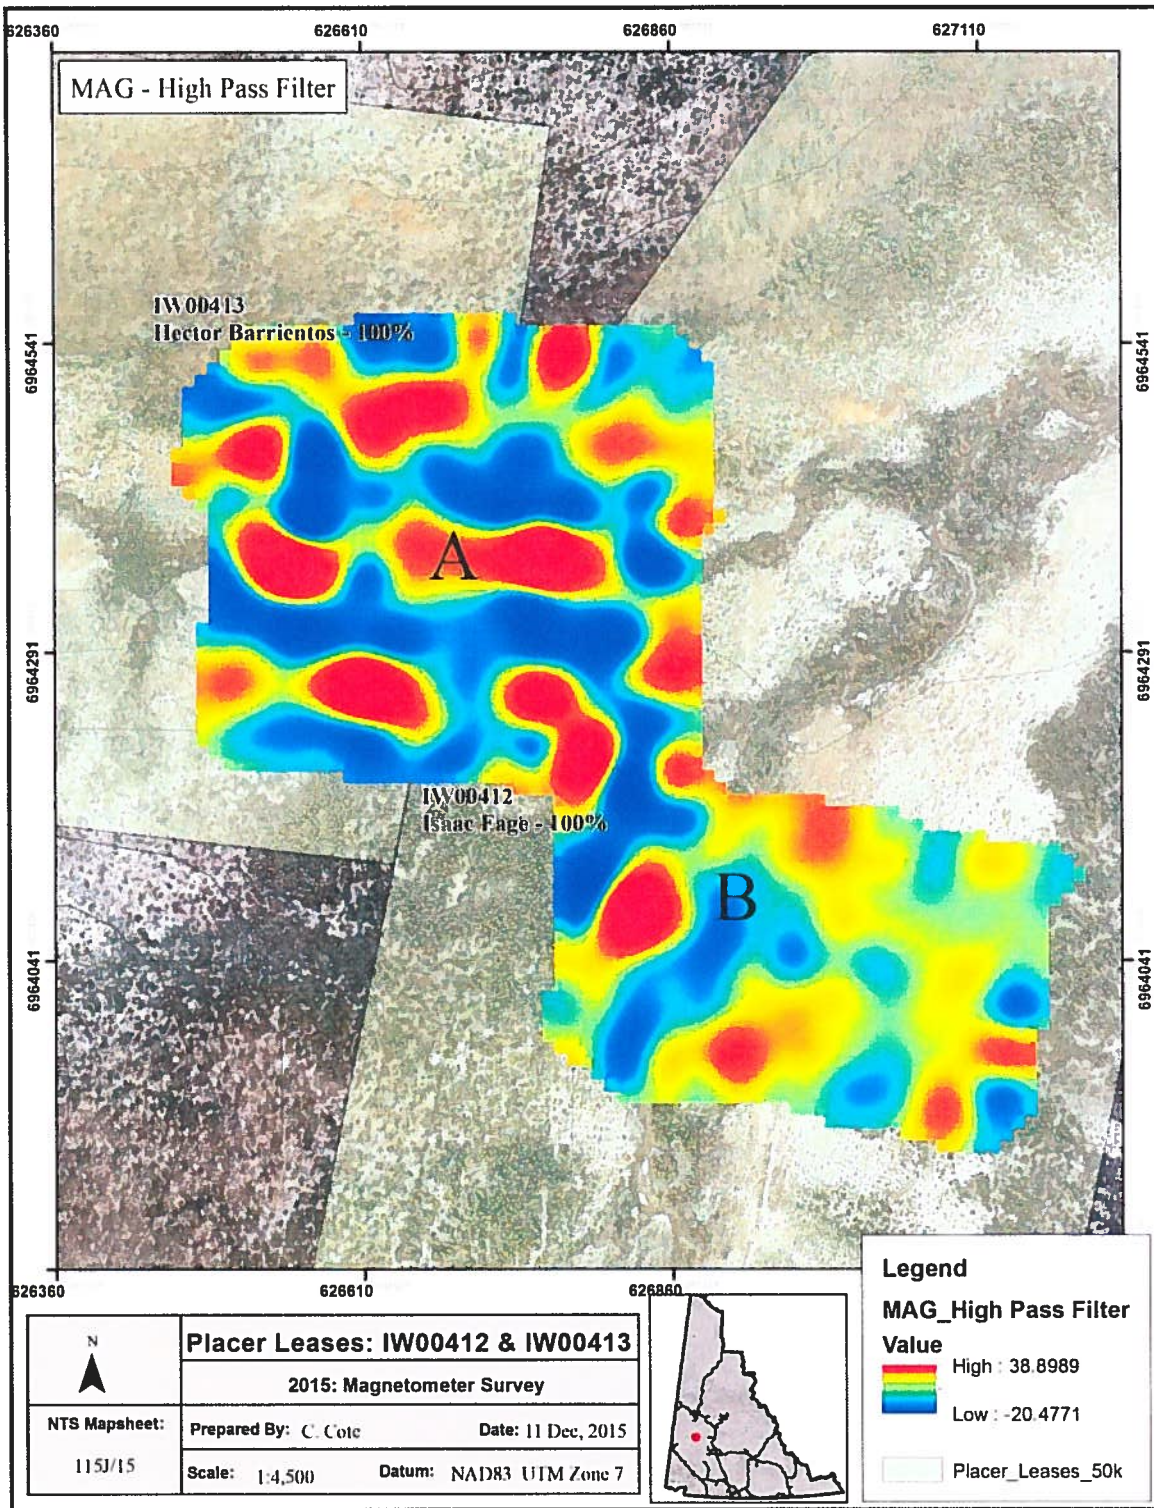 626360 626610 626860 627110
MAG - High Pass Filter
IW00413
Hector Barrientos - 100%
6964541 6964541
A
6964291 6964291
IW00412
Isaac Fage - 100%
B
6964041 6964041
626360 626610 626860
Legend
MAG_High Pass Filter
Value
High : 38.8989
Low : -20.4771
Placer_Leases_50k
N
Placer Leases: IW00412 & IW00413
2015: Magnetometer Survey
NTS Mapsheet:
115J/15
Prepared By: C. Cote Date: 11 Dec, 2015
Scale: 1:4,500 Datum: NAD83 UTM Zone 7